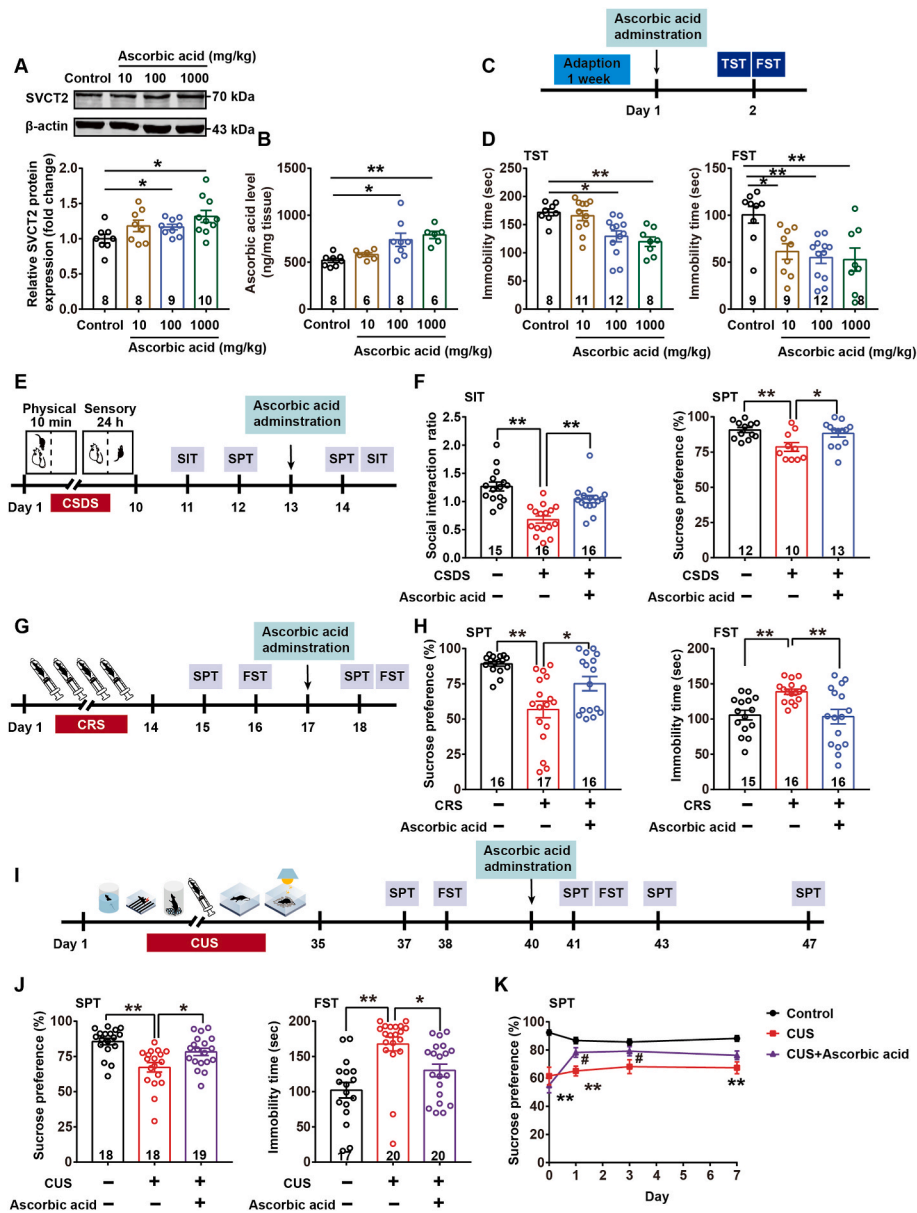 A
Ascorbic acid (mg/kg)
Control 10 100 1000
SVCT2
70 kDa
β-actin
43 kDa
Relative SVCT2 protein
expression (fold change)
2.0
1.5
1.0
0.5
0.0
*
*
8 8 9 10
Control 10 100 1000
Ascorbic acid (mg/kg)
B
Ascorbic acid level
(ng/mg tissue)
1500
1000
500
0
**
*
8 6 8 6
Control 10 100 1000
Ascorbic acid (mg/kg)
C
Ascorbic acid
adminstration
Adaption
1 week
TST FST
Day 1 2
D
TST
Immobility time (sec)
250
200
150
100
50
0
**
*
8 11 12 8
Control 10 100 1000
Ascorbic acid (mg/kg)
FST
Immobility time (sec)
200
150
100
50
0
**
**
*
9 9 12 8
Control 10 100 1000
Ascorbic acid (mg/kg)
E
Physical
10 min
Sensory
24 h
Ascorbic acid
adminstration
SIT SPT SPT SIT
Day 1 10 11 12 13 14
CSDS
F
SIT
Social interaction ratio
2.5
2.0
1.5
1.0
0.5
0.0
** **
15 16 16
CSDS − + +
Ascorbic acid − − +
SPT
Sucrose preference (%)
100
75
50
25
0
** *
12 10 13
CSDS − + +
Ascorbic acid − − +
G
Ascorbic acid
adminstration
SPT FST SPT FST
Day 1 14 15 16 17 18
CRS
H
SPT
Sucrose preference (%)
100
75
50
25
0
** *
16 17 16
CRS − + +
Ascorbic acid − − +
FST
Immobility time (sec)
200
150
100
50
0
** **
15 16 16
CRS − + +
Ascorbic acid − − +
I
Ascorbic acid
adminstration
SPT FST SPT FST SPT SPT
Day 1 35 37 38 40 41 43 47
CUS
J
SPT
Sucrose preference (%)
100
75
50
25
0
** *
18 18 19
CUS − + +
Ascorbic acid − − +
FST
Immobility time (sec)
200
150
100
50
0
** *
17 20 20
CUS − + +
Ascorbic acid − − +
K
SPT
Sucrose preference (%)
100
80
60
40
20
0
Control
CUS
CUS+Ascorbic acid
# #
** ** **
0 1 2 3 4 5 6 7
Day